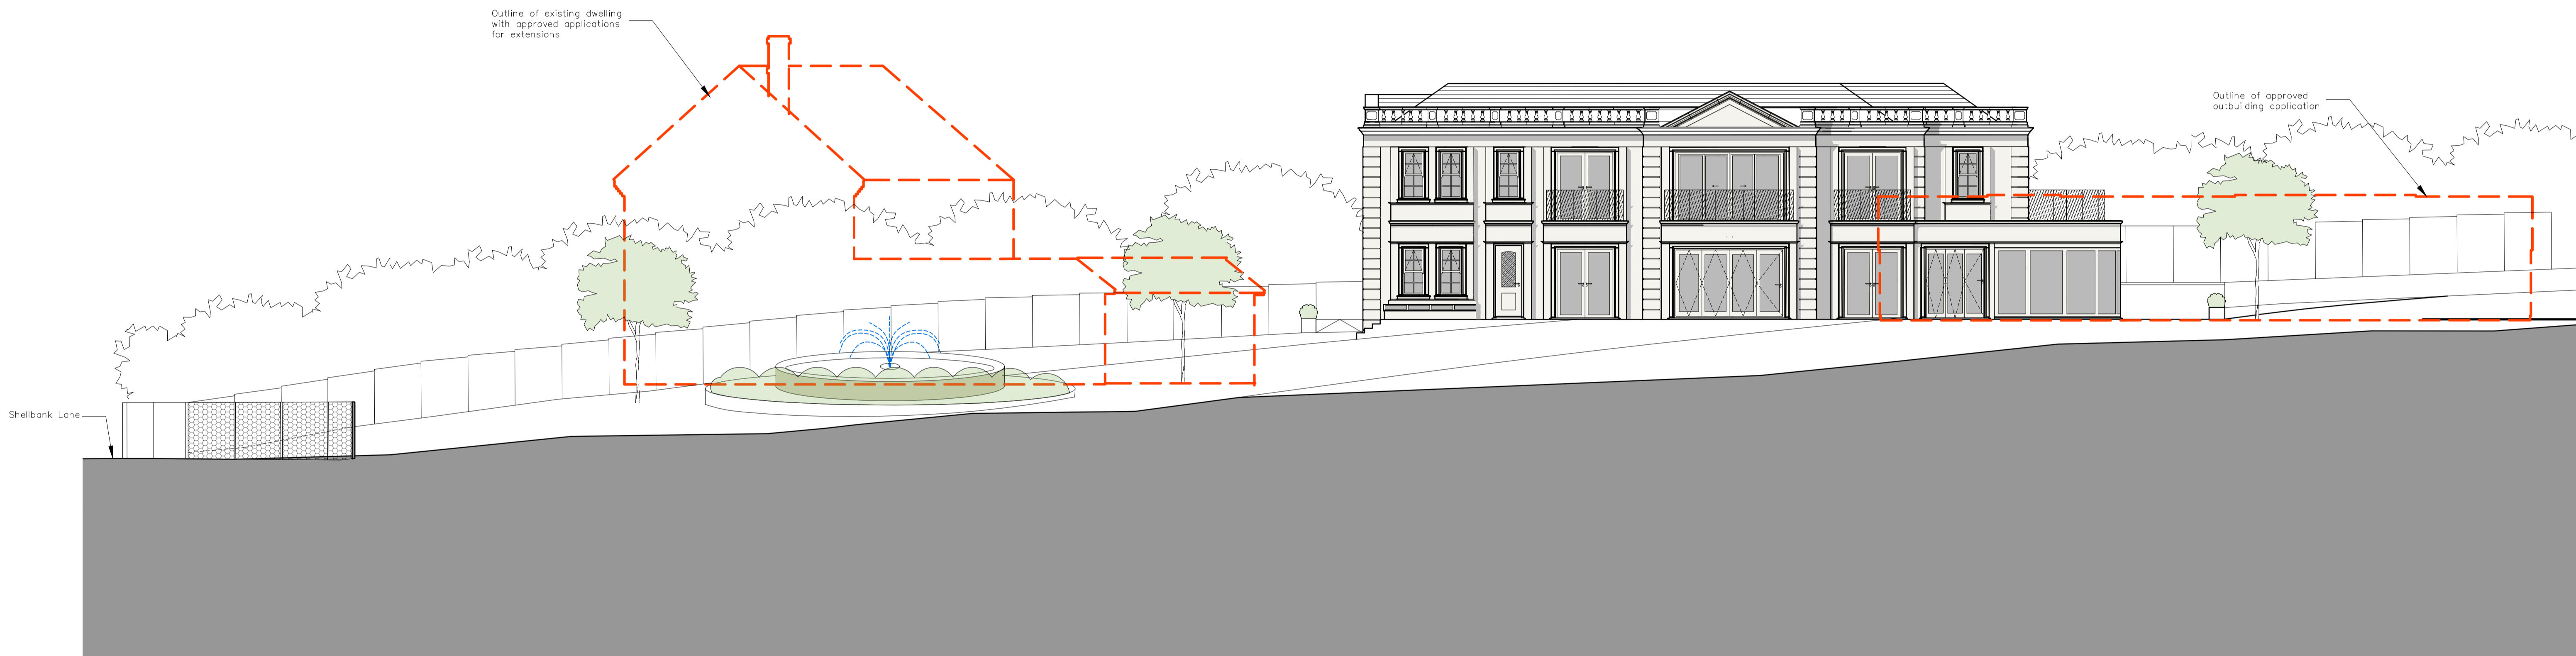 Outline of existing dwelling
with approved applications
for extensions
Outline of approved
outbuilding application
Shellbank Lane